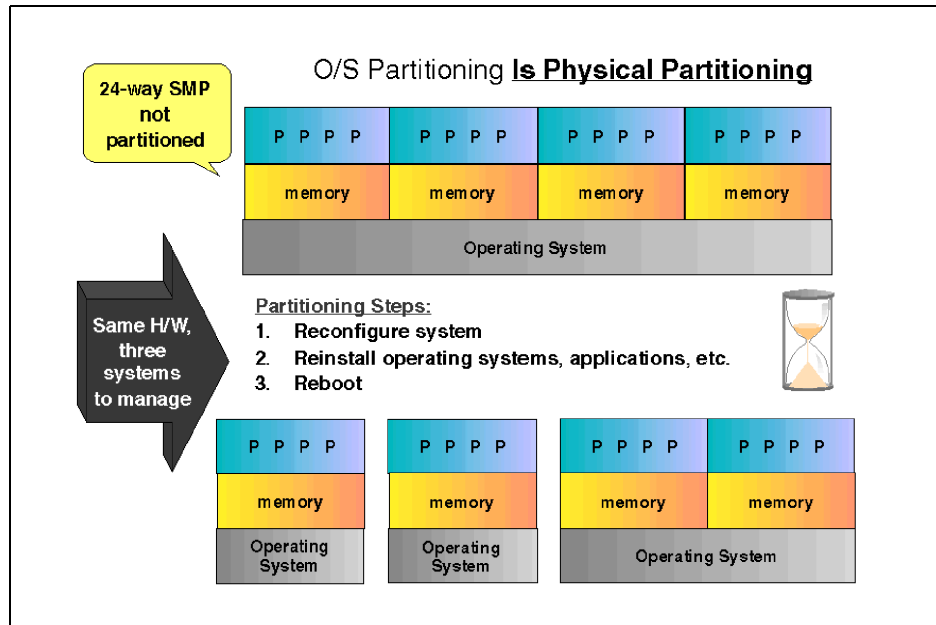 O/S Partitioning Is Physical Partitioning
24-way SMP
not
partitioned
P P P P
P P P P
P P P P
P P P P
memory
memory
memory
memory
Operating System
Same H/W,
three
systems
to manage
Partitioning Steps:
1. Reconfigure system
2. Reinstall operating systems, applications, etc.
3. Reboot
P P P P
P P P P
P P P P
P P P P
memory
memory
memory
memory
Operating
System
Operating
System
Operating System